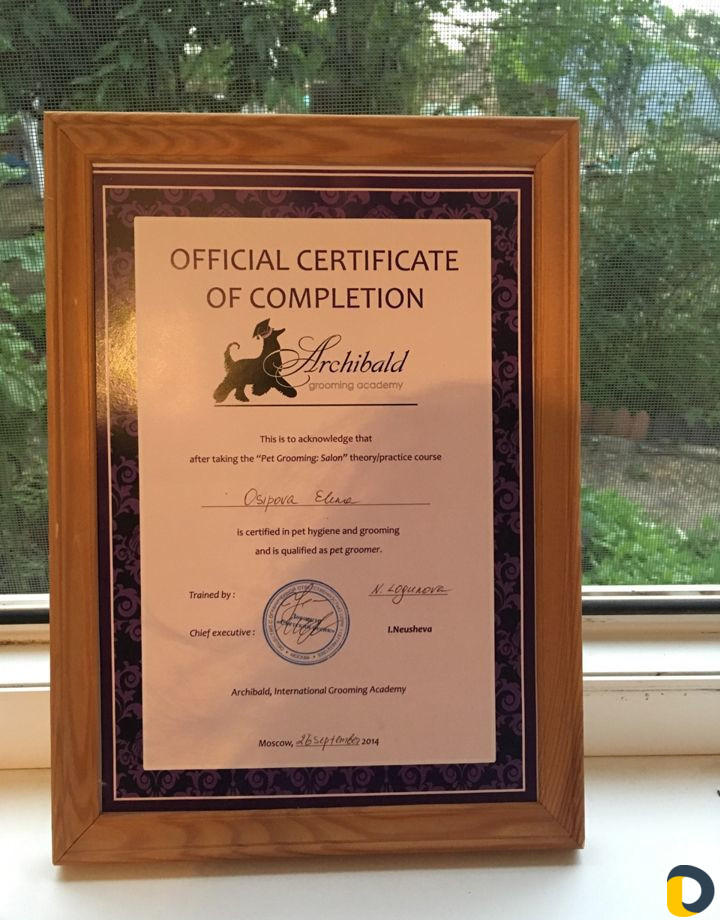 OFFICIAL CERTIFICATE
OF COMPLETION
Archibald
grooming academy
This is to acknowledge that
after taking the "Pet Grooming: Salon" theory/practice course
Osipova Elena
is certified in pet hygiene and grooming
and is qualified as pet groomer.
Trained by :
N. Logunova
Chief executive :
I.Neusheva
Archibald, International Grooming Academy
Moscow, 26 September 2014